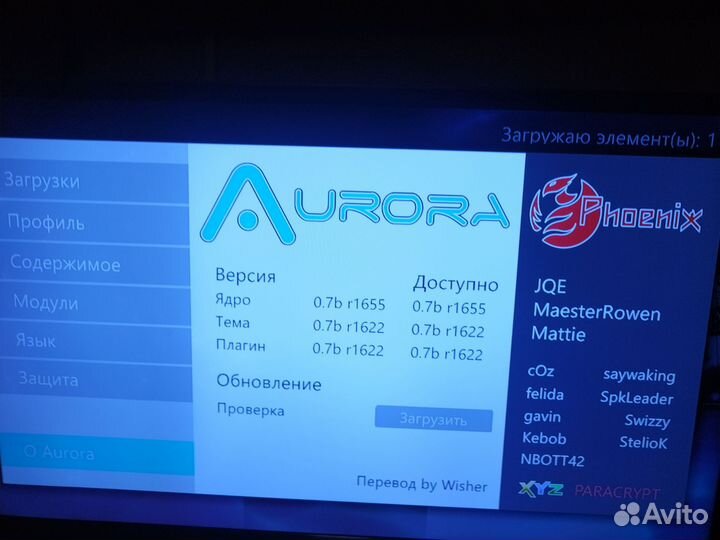 Загружаю элемент(ы): 1
Загрузки
Профиль
Содержимое
Модули
Язык
Защита
О Aurora
AURORA
Версия Доступно
Ядро 0.7b r1655 0.7b r1655
Тема 0.7b r1622 0.7b r1622
Плагин 0.7b r1622 0.7b r1622
Обновление
Проверка Загрузить
Перевод by Wisher
Phoenix
JQE
MaesterRowen
Mattie
cOz saywaking
felida SpkLeader
gavin Swizzy
Kebob StelioK
NBOTT42
XYZ PARACRYPT
Avito